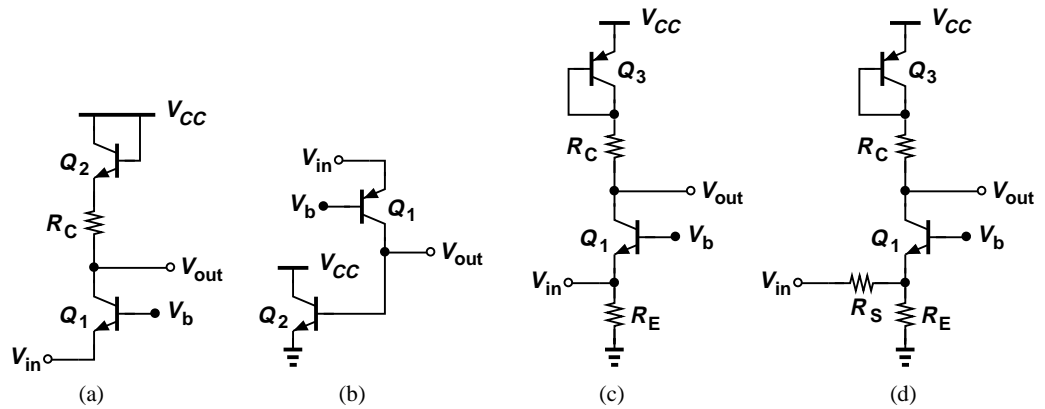 V_CC
Q_2
R_C
V_out
Q_1
V_b
V_in
(a)
V_in
V_b
Q_1
V_out
V_CC
Q_2
(b)
V_CC
Q_3
R_C
V_out
Q_1
V_b
V_in
R_E
(c)
V_CC
Q_3
R_C
V_out
Q_1
V_b
V_in
R_S
R_E
(d)